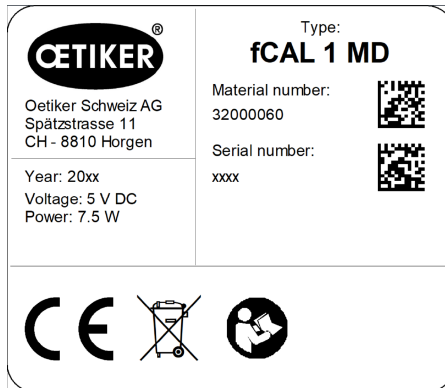 OETIKER®
Oetiker Schweiz AG
Spätzstrasse 11
CH - 8810 Horgen
Year: 20xx
Voltage: 5 V DC
Power: 7.5 W
Type:
fCAL 1 MD
Material number:
32000060
Serial number:
xxxx
CE